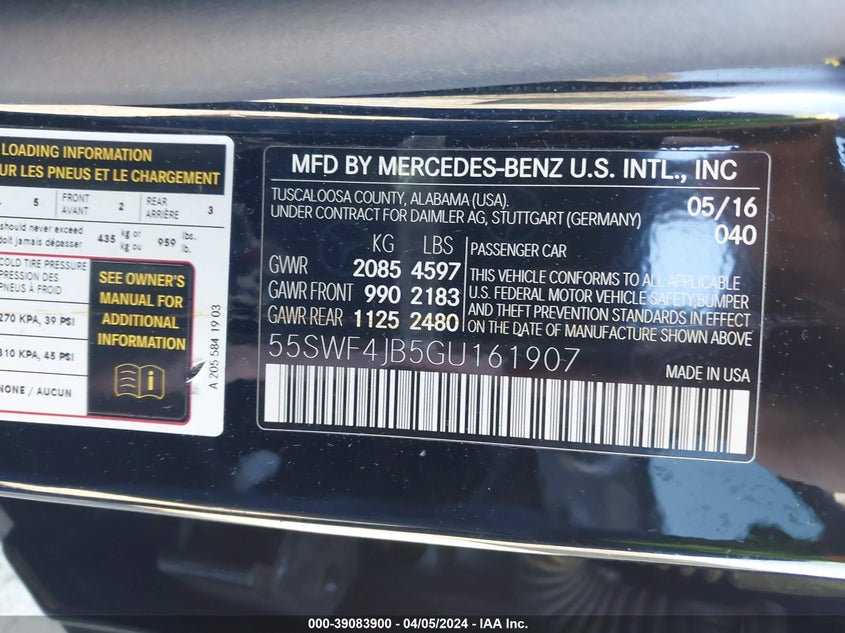 LOADING INFORMATION
UR LES PNEUS ET LE CHARGEMENT
5 FRONT AVANT 2 REAR ARRIÈRE 3
should never exceed
doit jamais dépasser 435 kg or kg ou 959 lbs. lb.
COLD TIRE PRESSURE
PRESSION DES
PNEUS À FROID
270 KPA, 39 PSI
310 KPA, 45 PSI
NONE / AUCUN
SEE OWNER'S
MANUAL FOR
ADDITIONAL
INFORMATION
A 205 584 19 03
MFD BY MERCEDES-BENZ U.S. INTL., INC
TUSCALOOSA COUNTY, ALABAMA (USA).
UNDER CONTRACT FOR DAIMLER AG, STUTTGART (GERMANY)
05/16
040
KG LBS
GWR 2085 4597
GAWR FRONT 990 2183
GAWR REAR 1125 2480
PASSENGER CAR
THIS VEHICLE CONFORMS TO ALL APPLICABLE
U.S. FEDERAL MOTOR VEHICLE SAFETY, BUMPER
AND THEFT PREVENTION STANDARDS IN EFFECT
ON THE DATE OF MANUFACTURE SHOWN ABOVE
55SWF4JB5GU161907
MADE IN USA
000-39083900 / 04/05/2024 - IAA Inc.